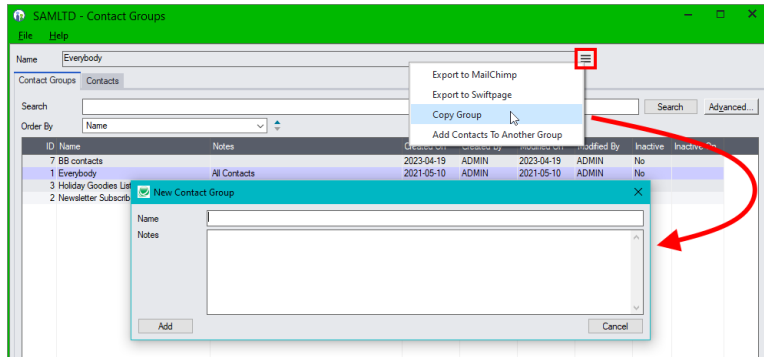 SAMLTD - Contact Groups
File Help
Name Everybody
Contact Groups Contacts
Export to MailChimp
Export to Swiftpage
Copy Group
Add Contacts To Another Group
Search Search Advanced...
Order By Name
ID Name Notes Created On Created By Modified On Modified By Inactive Inactive On
7 BB contacts 2023-04-19 ADMIN 2023-04-19 ADMIN No
1 Everybody All Contacts 2021-05-10 ADMIN 2021-05-10 ADMIN No
3 Holiday Goodies List
2 Newsletter Subscrib
New Contact Group
Name
Notes
Add Cancel